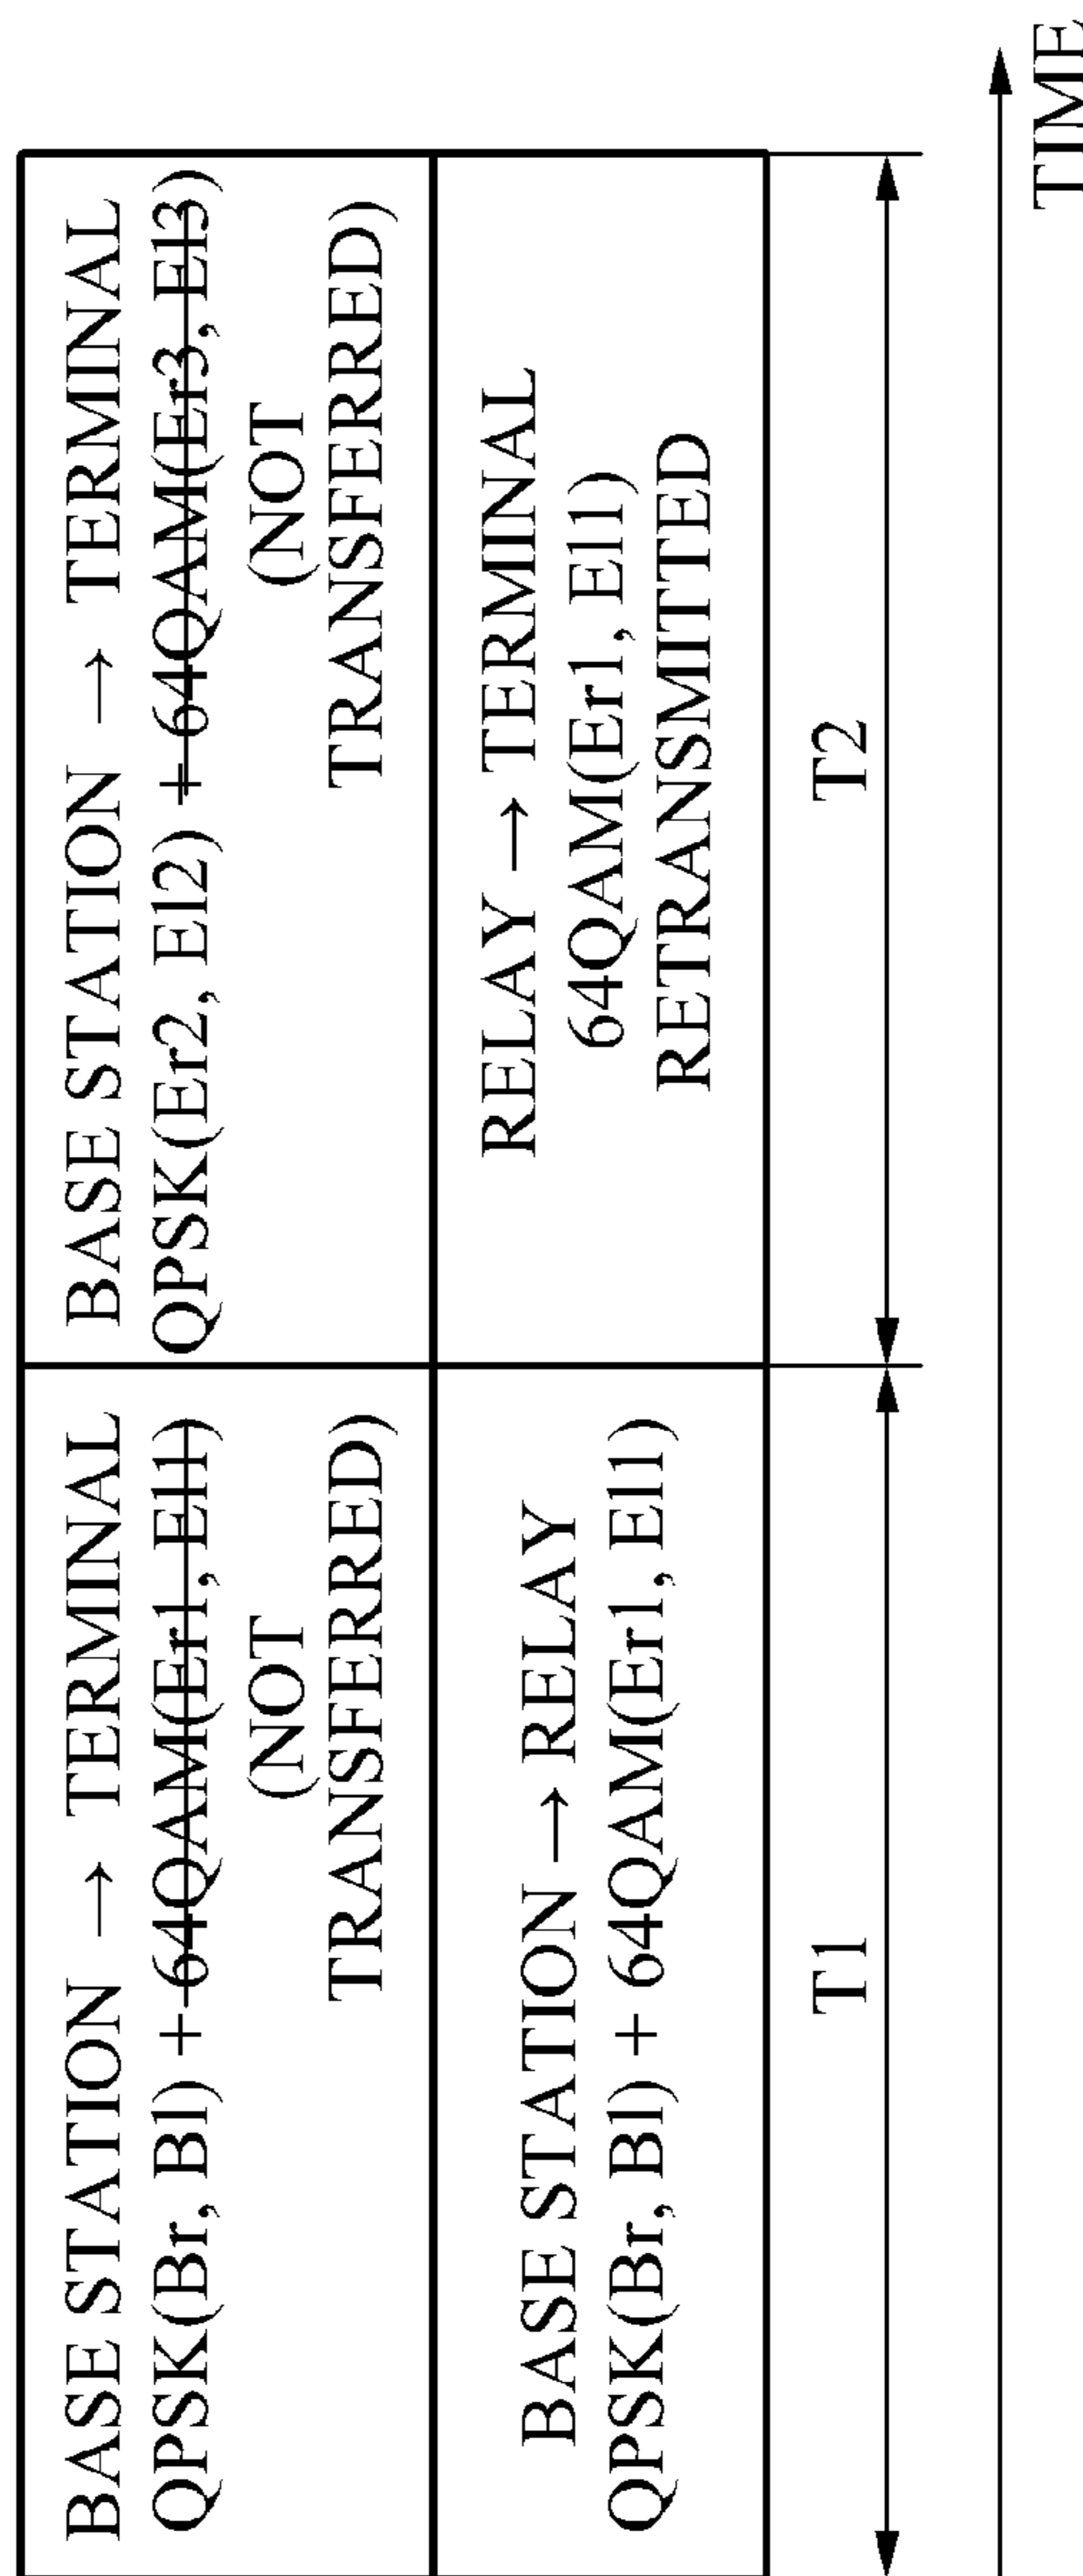 BASE STATION → TERMINAL
QPSK(Br, Bl) + 64QAM(Er1, El1)
(NOT
TRANSFERRED)
BASE STATION → TERMINAL
QPSK(Er2, El2) + 64QAM(Er3, El3)
(NOT
TRANSFERRED)
BASE STATION → RELAY
QPSK(Br, Bl) + 64QAM(Er1, El1)
RELAY → TERMINAL
64QAM(Er1, El1)
RETRANSMITTED
T1
T2
TIME